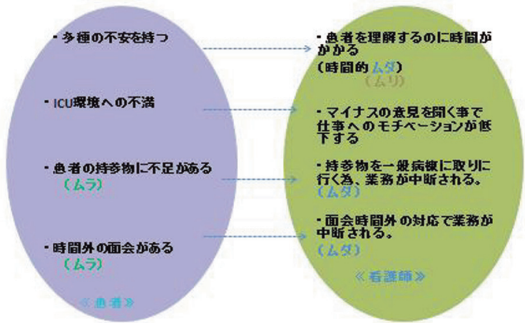 ・多種の不安を持つ
・ICU環境への不満
・患者の持参物に不足がある
（ムラ）
・時間外の面会がある
（ムラ）
≪患者≫
・患者を理解するのに時間が
かかる
（時間的ムダ）
（ムリ）
・マイナスの意見を聞く事で
仕事へのモチベーションが低
下する
・持参物を一般病棟に取りに
行く為、業務が中断される。
（ムダ）
・面会時間外の対応で業務が
中断される。
（ムダ）
≪看護師≫